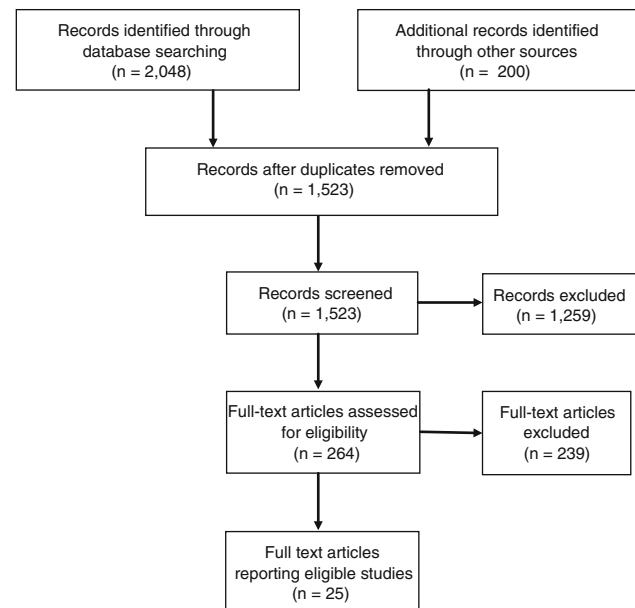 Records identified through
database searching
(n = 2,048)
Additional records identified
through other sources
(n = 200)
Records after duplicates removed
(n = 1,523)
Records screened
(n = 1,523)
Records excluded
(n = 1,259)
Full-text articles assessed
for eligibility
(n = 264)
Full-text articles
excluded
(n = 239)
Full text articles
reporting eligible studies
(n = 25)